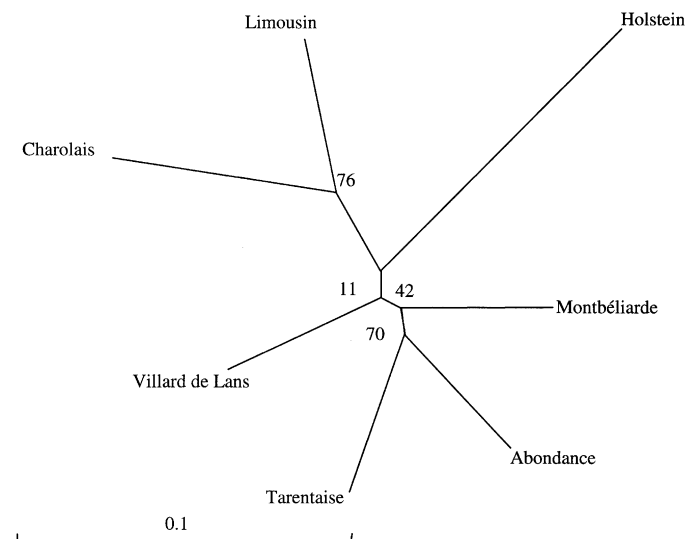 Limousin
Holstein
Charolais
76
11
42
Montbéliarde
70
Villard de Lans
Abondance
Tarentaise
0.1